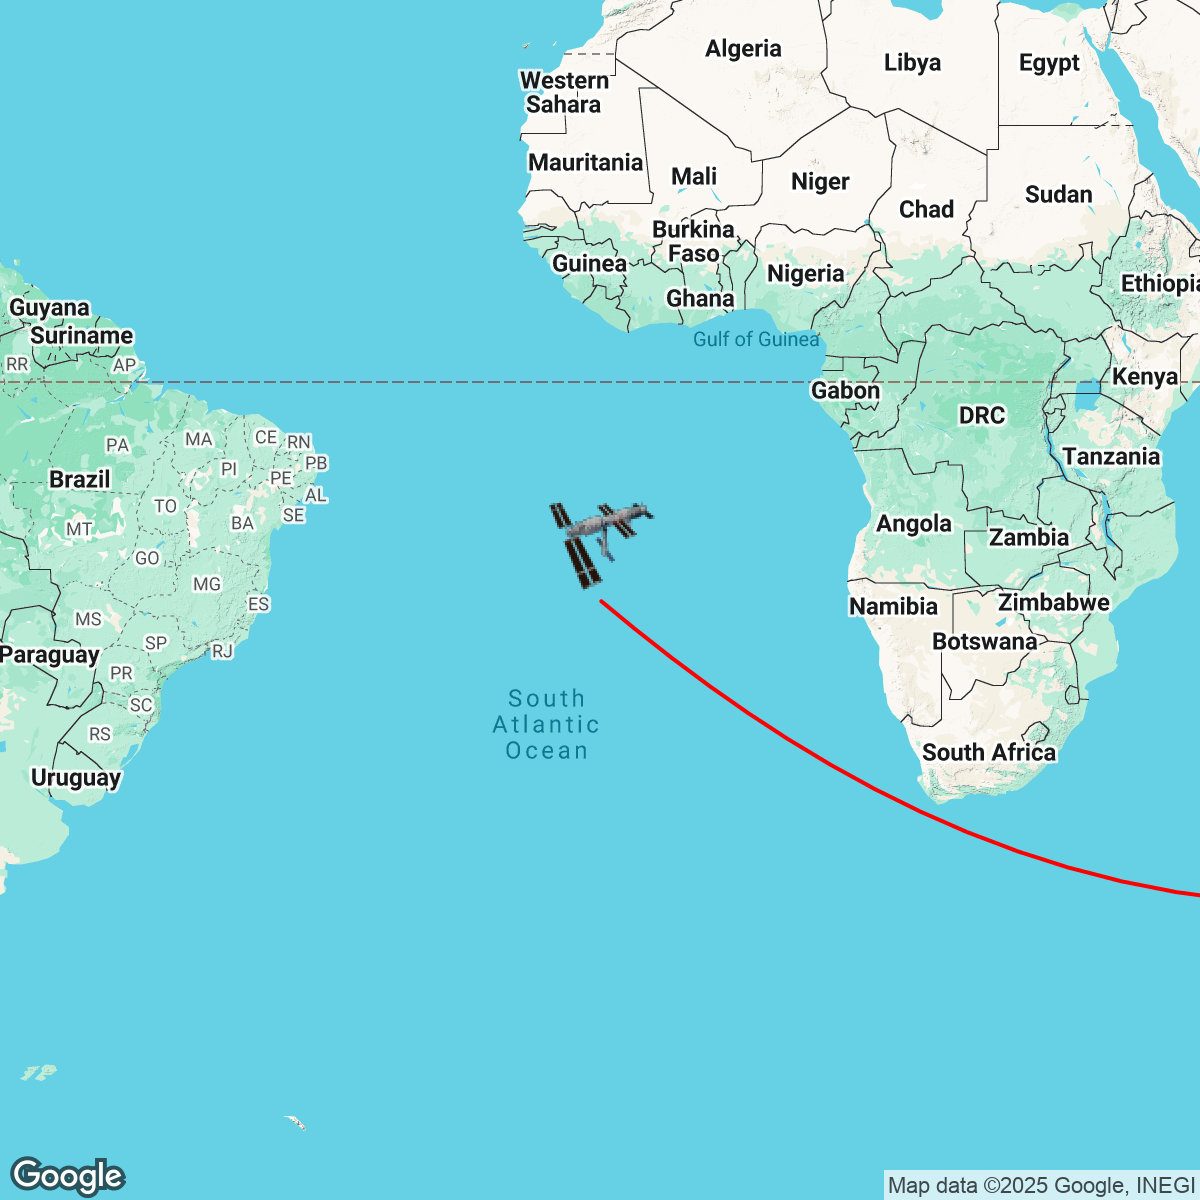 Algeria
Libya
Egypt
Western
Sahara
Mauritania
Mali
Niger
Chad
Sudan
Burkina
Faso
Guinea
Nigeria
Ethiopia
Ghana
Guyana
Suriname
Gulf of Guinea
RR
AP
Kenya
Gabon
DRC
MA
CE
RN
PA
PB
Tanzania
PI
PE
Brazil
AL
TO
SE
MT
BA
Angola
Zambia
GO
MG
ES
Namibia
Zimbabwe
MS
SP
Botswana
Paraguay
RJ
PR
SC
South
Atlantic
Ocean
RS
South Africa
Uruguay
Google
Map data ©2025 Google, INEGI